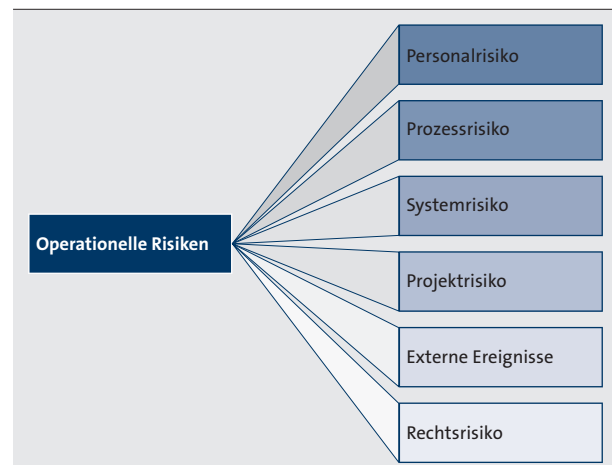 Operationelle Risiken
Personalrisiko
Prozessrisiko
Systemrisiko
Projektrisiko
Externe Ereignisse
Rechtsrisiko